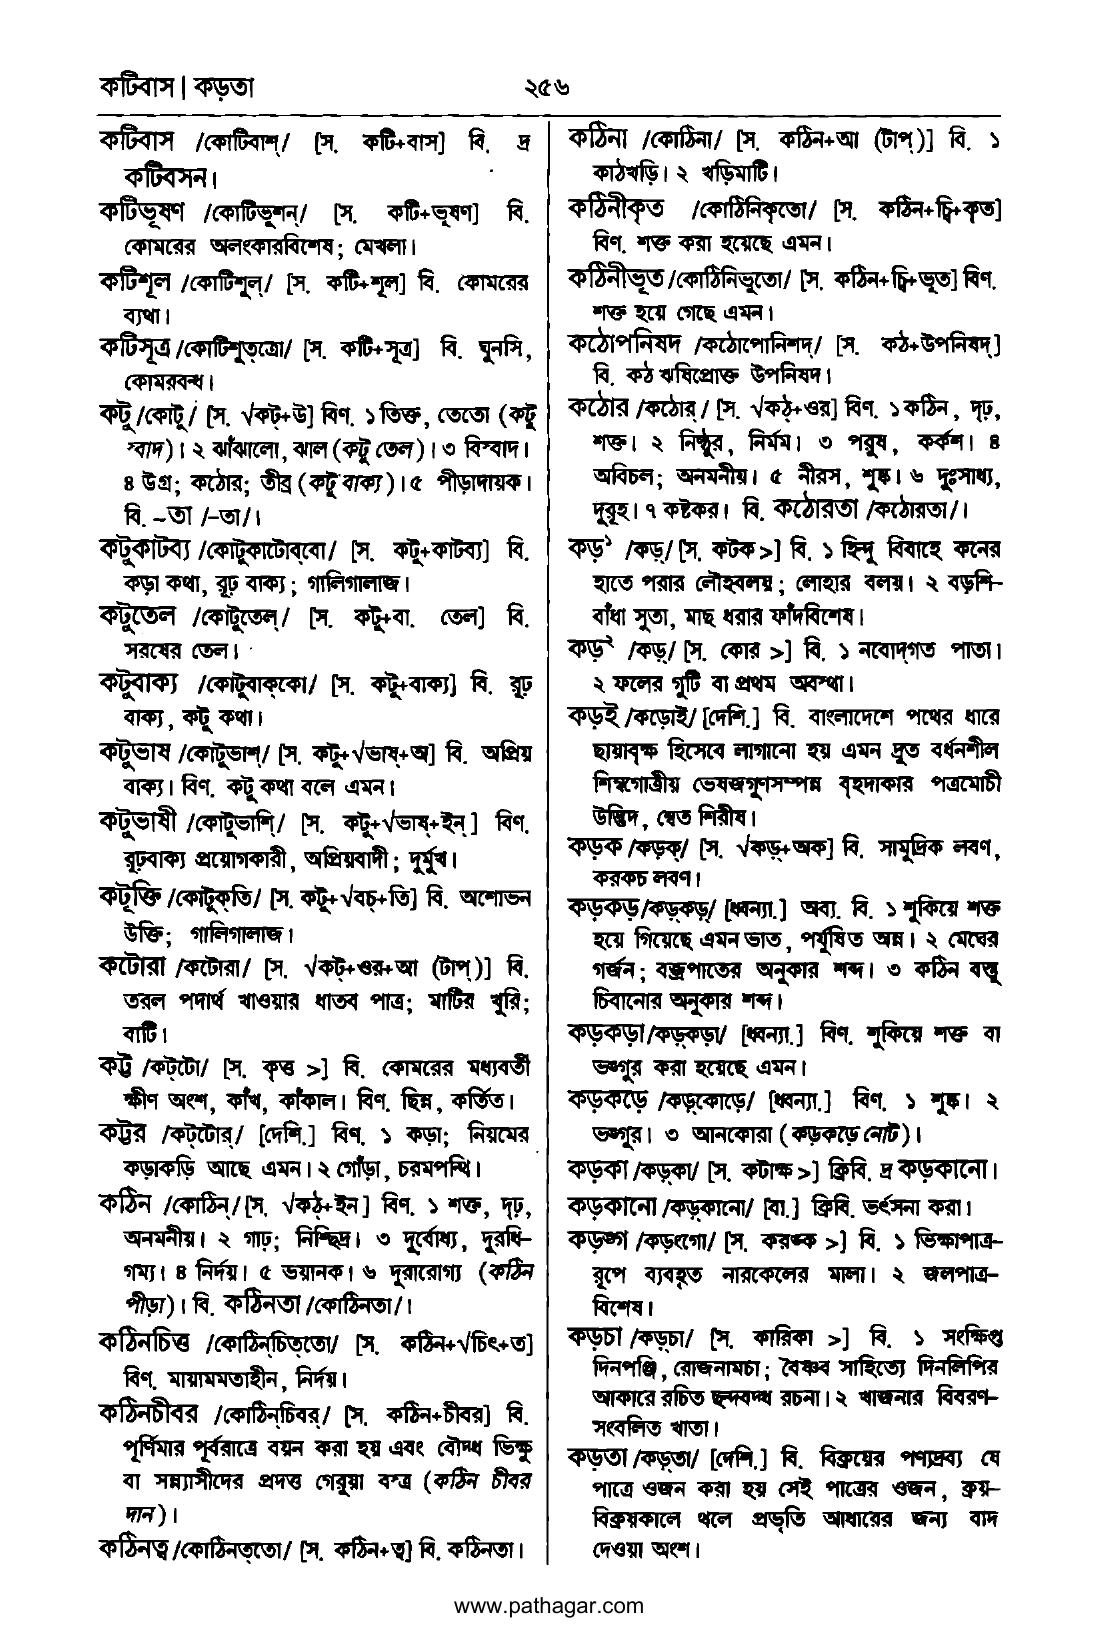 কটিবাস | কড়তা
২৫৬
কটিবাস /কোটিবাশ্/ [স. কটি+বাস] বি. দ্র
কটিবসন।
কটিভূষণ /কোটিভূশন্/ [স. কটি+ভূষণ] বি.
কোমরের অলংকারবিশেষ; মেখলা।
কটিশূল /কোটিশূল্/ [স. কটি+শূল] বি. কোমরের
ব্যথা।
কটিসূত্র /কোটিশুত্ত্রো/ [স. কটি+সূত্র] বি. ঘুনসি,
কোমরবন্ধ।
কটু /কোটু/ [স. √কট্+উ] বিণ. ১ তিক্ত, তেতো (কটু
স্বাদ)। ২ ঝাঁঝালো, ঝাল (কটু তেল)। ৩ বিস্বাদ।
৪ উগ্র; কঠোর; তীব্র (কটু বাক্য)। ৫ পীড়াদায়ক।
বি. ~তা /-তা/।
কটুকাটব্য /কোটুকাটোব্‌বো/ [স. কটু+কাটব্য] বি.
কড়া কথা, রূঢ় বাক্য; গালিগালাজ।
কটুতেল /কোটুতেল্/ [স. কটু+বা. তেল] বি.
সরষের তেল।
কটুবাক্য /কোটুবাক্‌কো/ [স. কটু+বাক্য] বি. রূঢ়
বাক্য, কটু কথা।
কটুভাষ /কোটুভাশ্/ [স. কটু+√ভাষ্+অ] বি. অপ্রিয়
বাক্য। বিণ. কটু কথা বলে এমন।
কটুভাষী /কোটুভাশি/ [স. কটু+√ভাষ্+ইন্] বিণ.
রূঢ়বাক্য প্রয়োগকারী, অপ্রিয়বাদী; দুর্মুখ।
কটূক্তি /কোটুক্‌তি/ [স. কটু+√বচ্+তি] বি. অশোভন
উক্তি; গালিগালাজ।
কটোরা /কটোরা/ [স. √কট্+ওর+আ (টাপ্)] বি.
তরল পদার্থ খাওয়ার ধাতব পাত্র; মাটির খুরি;
বাটি।
কট্ট /কট্‌টো/ [স. কৃত্ত >] বি. কোমরের মধ্যবর্তী
ক্ষীণ অংশ, কাঁখ, কাঁকাল। বিণ. ছিন্ন, কর্তিত।
কট্টর /কট্‌টোর্/ [দেশি.] বিণ. ১ কড়া; নিয়মের
কড়াকড়ি আছে এমন। ২ গোঁড়া, চরমপন্থি।
কঠিন /কোঠিন্/ [স. √কঠ্+ইন] বিণ. ১ শক্ত, দৃঢ়,
অনমনীয়। ২ গাঢ়; নিশ্ছিদ্র। ৩ দুর্বোধ্য, দুরধি-
গম্য। ৪ নির্দয়। ৫ ভয়ানক। ৬ দুরারোগ্য (কঠিন
পীড়া)। বি. কঠিনতা /কোঠিনতা/।
কঠিনচিত্ত /কোঠিন্‌চিত্‌তো/ [স. কঠিন+√চিৎ+ত]
বিণ. মায়ামমতাহীন, নির্দয়।
কঠিনচীবর /কোঠিন্‌চিবর্/ [স. কঠিন+চীবর] বি.
পূর্ণিমার পূর্বরাত্রে বয়ন করা হয় এবং বৌদ্ধ ভিক্ষু
বা সন্ন্যাসীদের প্রদত্ত গেরুয়া বস্ত্র (কঠিন চীবর
দান)।
কঠিনত্ব /কোঠিনত্‌তো/ [স. কঠিন+ত্ব] বি. কঠিনতা।
কঠিনা /কোঠিনা/ [স. কঠিন+আ (টাপ্)] বি. ১
কাঠখড়ি। ২ খড়িমাটি।
কঠিনীকৃত /কোঠিনিকৃতো/ [স. কঠিন+চ্বি+কৃত]
বিণ. শক্ত করা হয়েছে এমন।
কঠিনীভূত /কোঠিনিভূতো/ [স. কঠিন+চ্বি+ভূত] বিণ.
শক্ত হয়ে গেছে এমন।
কঠোপনিষদ /কঠোপোনিশদ্/ [স. কঠ+উপনিষদ্]
বি. কঠ ঋষিপ্রোক্ত উপনিষদ।
কঠোর /কঠোর্/ [স. √কঠ্+ওর] বিণ. ১ কঠিন, দৃঢ়,
শক্ত। ২ নিষ্ঠুর, নির্মম। ৩ পরুষ, কর্কশ। ৪
অবিচল; অনমনীয়। ৫ নীরস, শুষ্ক। ৬ দুঃসাধ্য,
দুরূহ। ৭ কষ্টকর। বি. কঠোরতা /কঠোরতা/।
কড়১ /কড়্/ [স. কটক >] বি. ১ হিন্দু বিবাহে কনের
হাতে পরার লৌহবলয়; লোহার বলয়। ২ বড়শি-
বাঁধা সুতা, মাছ ধরার ফাঁদবিশেষ।
কড়২ /কড়্/ [স. কোর >] বি. ১ নবোদ্‌গত পাতা।
২ ফলের গুটি বা প্রথম অবস্থা।
কড়ই /কড়োই/ [দেশি.] বি. বাংলাদেশে পথের ধারে
ছায়াবৃক্ষ হিসেবে লাগানো হয় এমন দ্রুত বর্ধনশীল
শিম্বগোত্রীয় ভেষজগুণসম্পন্ন বৃহদাকার পত্রমোচী
উদ্ভিদ, শ্বেত শিরীষ।
কড়ক /কড়ক্/ [স. √কড়্+অক] বি. সামুদ্রিক লবণ,
করকচ লবণ।
কড়কড় /কড়্‌কড়্/ [ধ্বন্যা.] অব্য. বি. ১ শুকিয়ে শক্ত
হয়ে গিয়েছে এমন ভাত, পর্যুষিত অন্ন। ২ মেঘের
গর্জন; বজ্রপাতের অনুকার শব্দ। ৩ কঠিন বস্তু
চিবানোর অনুকার শব্দ।
কড়কড়া /কড়্‌কড়া/ [ধ্বন্যা.] বিণ. শুকিয়ে শক্ত বা
ভঙ্গুর করা হয়েছে এমন।
কড়কড়ে /কড়্‌কোড়ে/ [ধ্বন্যা.] বিণ. ১ শুষ্ক। ২
ভঙ্গুর। ৩ আনকোরা (কড়কড়ে নোট)।
কড়কা /কড়্‌কা/ [স. কটাক্ষ >] ক্রিবি. দ্র কড়কানো।
কড়কানো /কড়্‌কানো/ [বা.] ক্রিবি. ভর্ৎসনা করা।
কড়ঙ্গ /কড়ংগো/ [স. করঙ্ক >] বি. ১ ভিক্ষাপাত্র-
রূপে ব্যবহৃত নারকেলের মালা। ২ জলপাত্র-
বিশেষ।
কড়চা /কড়্‌চা/ [স. কারিকা >] বি. ১ সংক্ষিপ্ত
দিনপঞ্জি, রোজনামচা; বৈষ্ণব সাহিত্যে দিনলিপির
আকারে রচিত ছন্দবদ্ধ রচনা। ২ খাজনার বিবরণ-
সংবলিত খাতা।
কড়তা /কড়্‌তা/ [দেশি.] বি. বিক্রয়ের পণ্যদ্রব্য যে
পাত্রে ওজন করা হয় সেই পাত্রের ওজন, ক্রয়-
বিক্রয়কালে থলে প্রভৃতি আধারের জন্য বাদ
দেওয়া অংশ।
www.pathagar.com